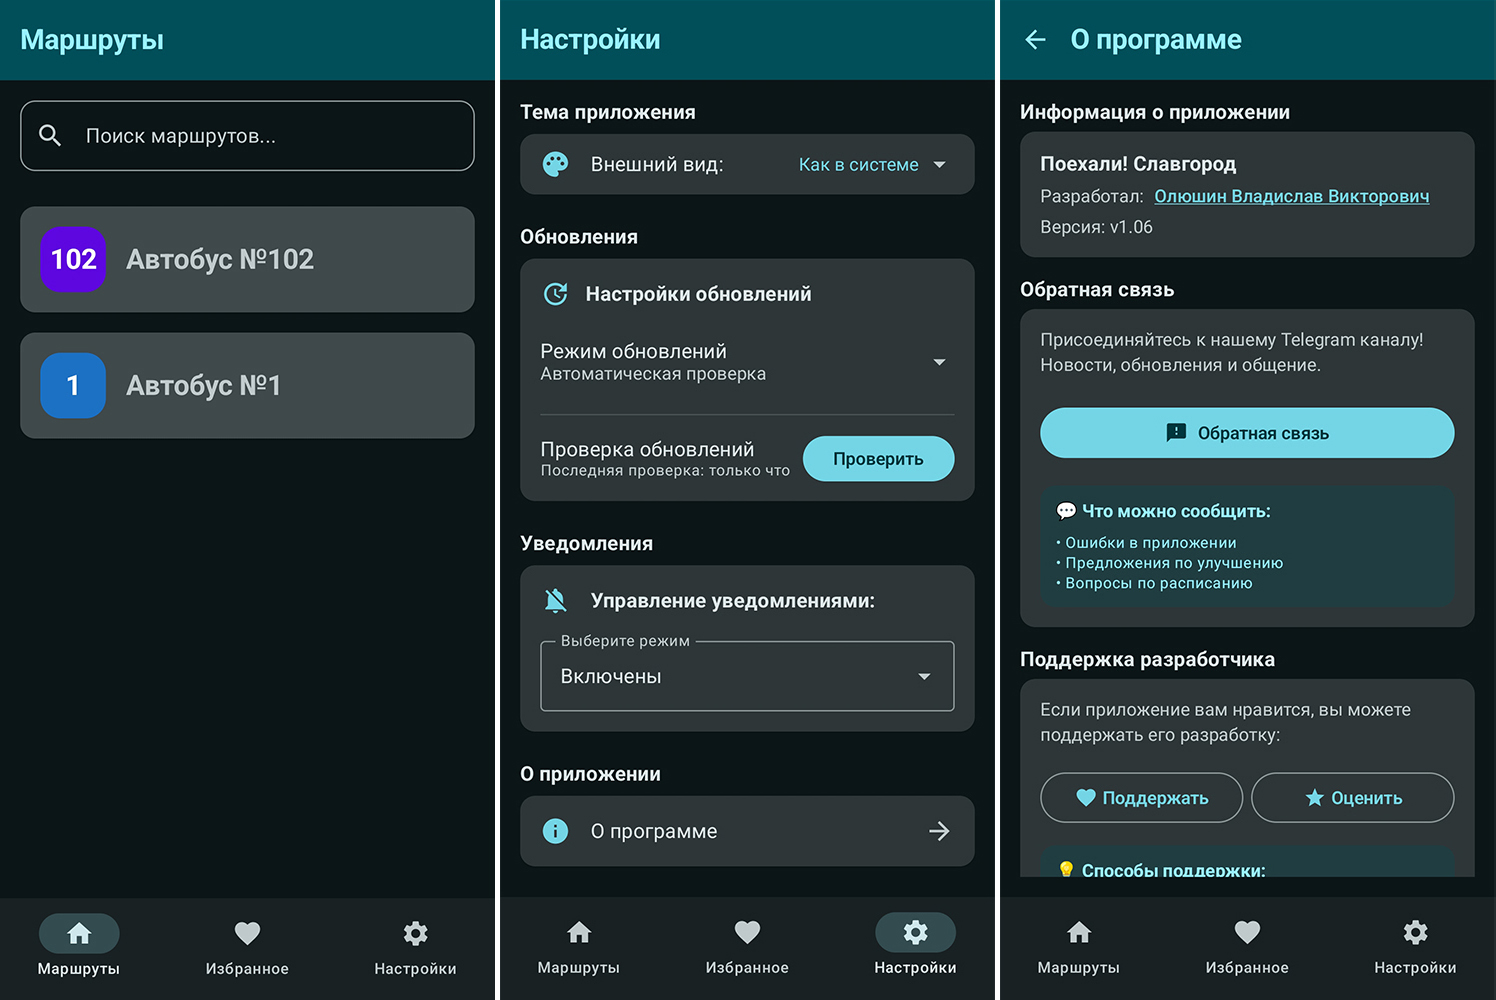 Маршруты
Поиск маршрутов...
102
Автобус №102
1
Автобус №1
Маршруты
Избранное
Настройки
Настройки
Тема приложения
Внешний вид:
Как в системе
Обновления
Настройки обновлений
Режим обновлений
Автоматическая проверка
Проверка обновлений
Последняя проверка: только что
Проверить
Уведомления
Управление уведомлениями:
Выберите режим
Включены
О приложении
О программе
Маршруты
Избранное
Настройки
О программе
Информация о приложении
Поехали! Славгород
Разработал: Олюшин Владислав Викторович
Версия: v1.06
Обратная связь
Присоединяйтесь к нашему Telegram каналу!
Новости, обновления и общение.
Обратная связь
💬 Что можно сообщить:
• Ошибки в приложении
• Предложения по улучшению
• Вопросы по расписанию
Поддержка разработчика
Если приложение вам нравится, вы можете
поддержать его разработку:
Поддержать
Оценить
💡 Способы поддержки:
Маршруты
Избранное
Настройки